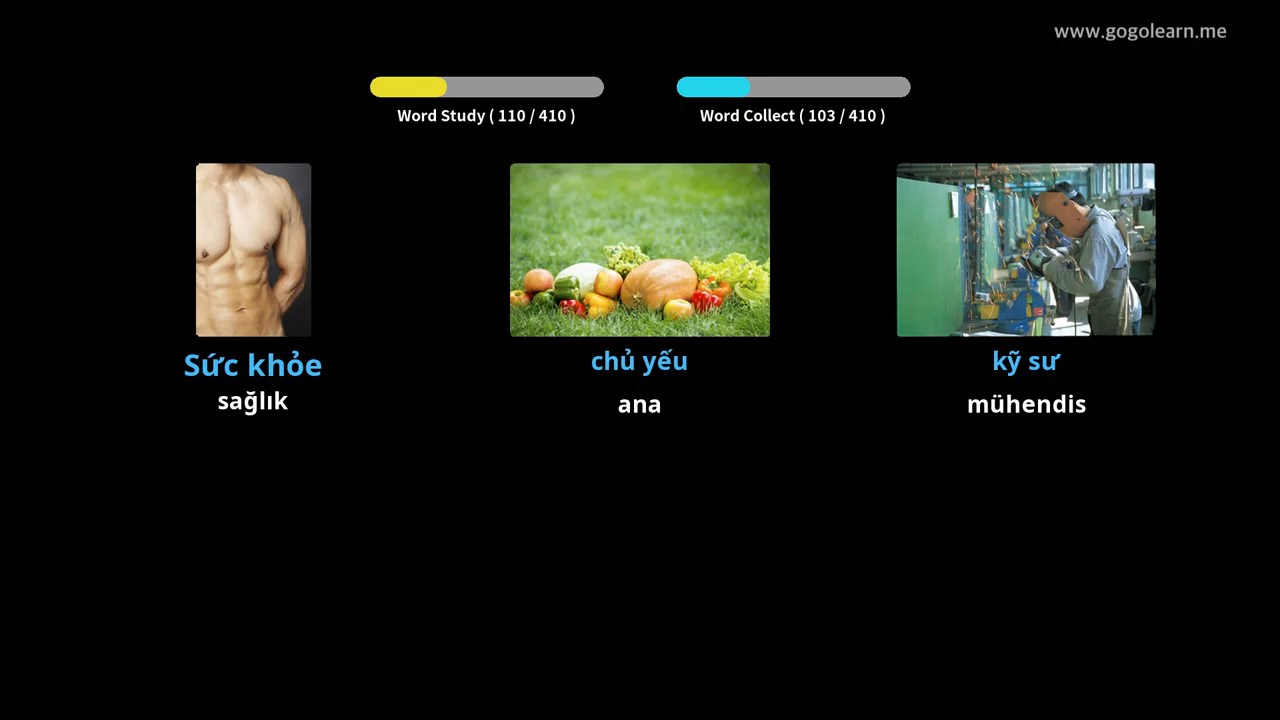 www.gogolearn.me
Word Study ( 110 / 410 )
Word Collect ( 103 / 410 )
Sức khỏe
sağlık
chủ yếu
ana
kỹ sư
mühendis